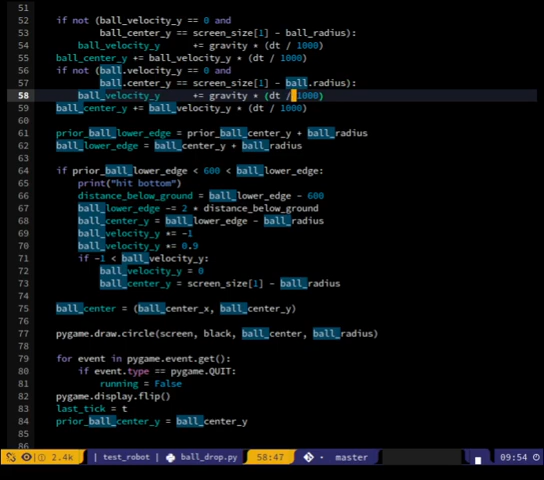 51
52 if not (ball_velocity_y == 0 and
53 ball_center_y == screen_size[1] - ball_radius):
54 ball_velocity_y += gravity * (dt / 1000)
55 ball_center_y += ball_velocity_y * (dt / 1000)
56 if not (ball.velocity_y == 0 and
57 ball.center_y == screen_size[1] - ball.radius):
58 ball_velocity_y += gravity * (dt / 1000)
59 ball_center_y += ball_velocity_y * (dt / 1000)
60
61 prior_ball_lower_edge = prior_ball_center_y + ball_radius
62 ball_lower_edge = ball_center_y + ball_radius
63
64 if prior_ball_lower_edge < 600 < ball_lower_edge:
65 print("hit bottom")
66 distance_below_ground = ball_lower_edge - 600
67 ball_lower_edge -= 2 * distance_below_ground
68 ball_center_y = ball_lower_edge - ball_radius
69 ball_velocity_y *= -1
70 ball_velocity_y *= 0.9
71 if -1 < ball_velocity_y:
72 ball_velocity_y = 0
73 ball_center_y = screen_size[1] - ball_radius
74
75 ball_center = (ball_center_x, ball_center_y)
76
77 pygame.draw.circle(screen, black, ball_center, ball_radius)
78
79 for event in pygame.event.get():
80 if event.type == pygame.QUIT:
81 running = False
82 pygame.display.flip()
83 last_tick = t
84 prior_ball_center_y = ball_center_y
85
86
2.4k | test_robot | ball_drop.py 58:47 · master 09:54